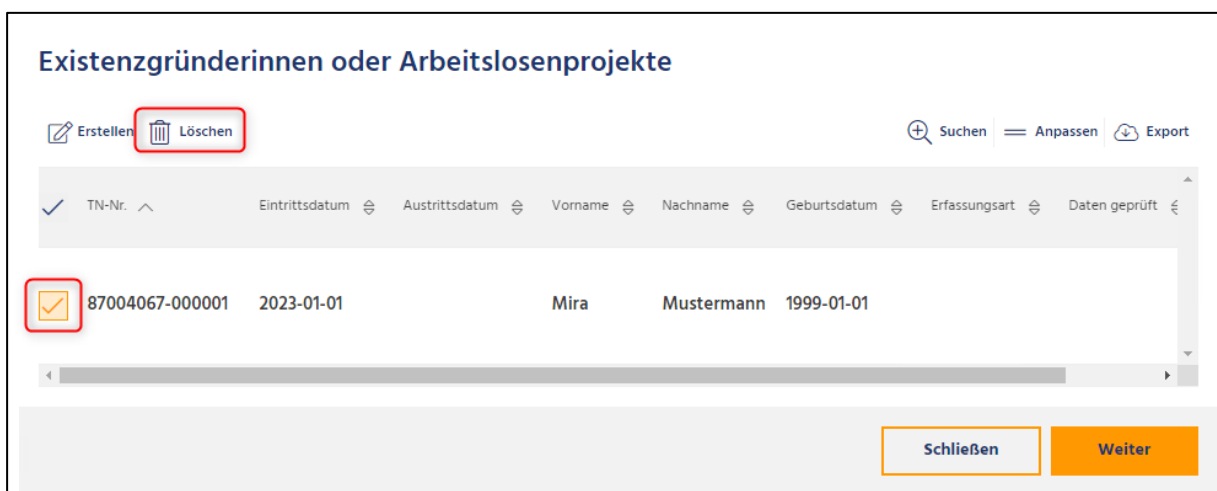 Existenzgründerinnen oder Arbeitslosenprojekte
Erstellen Löschen Suchen Anpassen Export
TN-Nr. Eintrittsdatum Austrittsdatum Vorname Nachname Geburtsdatum Erfassungsart Daten geprüft
87004067-000001 2023-01-01 Mira Mustermann 1999-01-01
Schließen Weiter